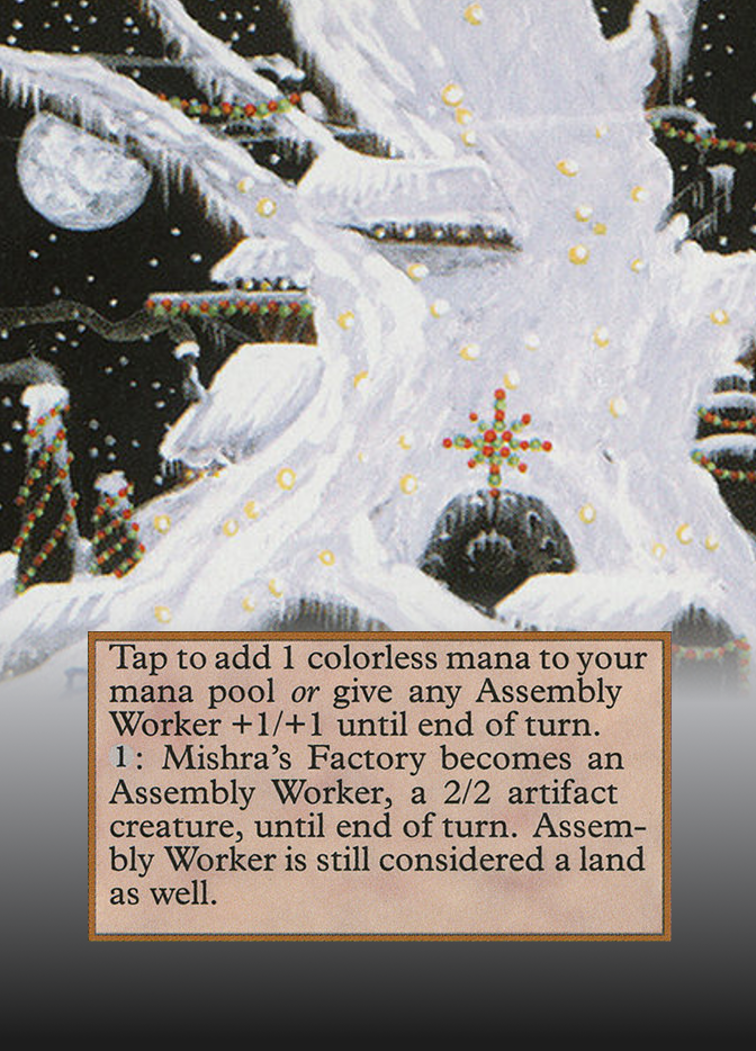 Tap to add 1 colorless mana to your
mana pool or give any Assembly
Worker +1/+1 until end of turn.
1: Mishra's Factory becomes an
Assembly Worker, a 2/2 artifact
creature, until end of turn. Assem-
bly Worker is still considered a land
as well.